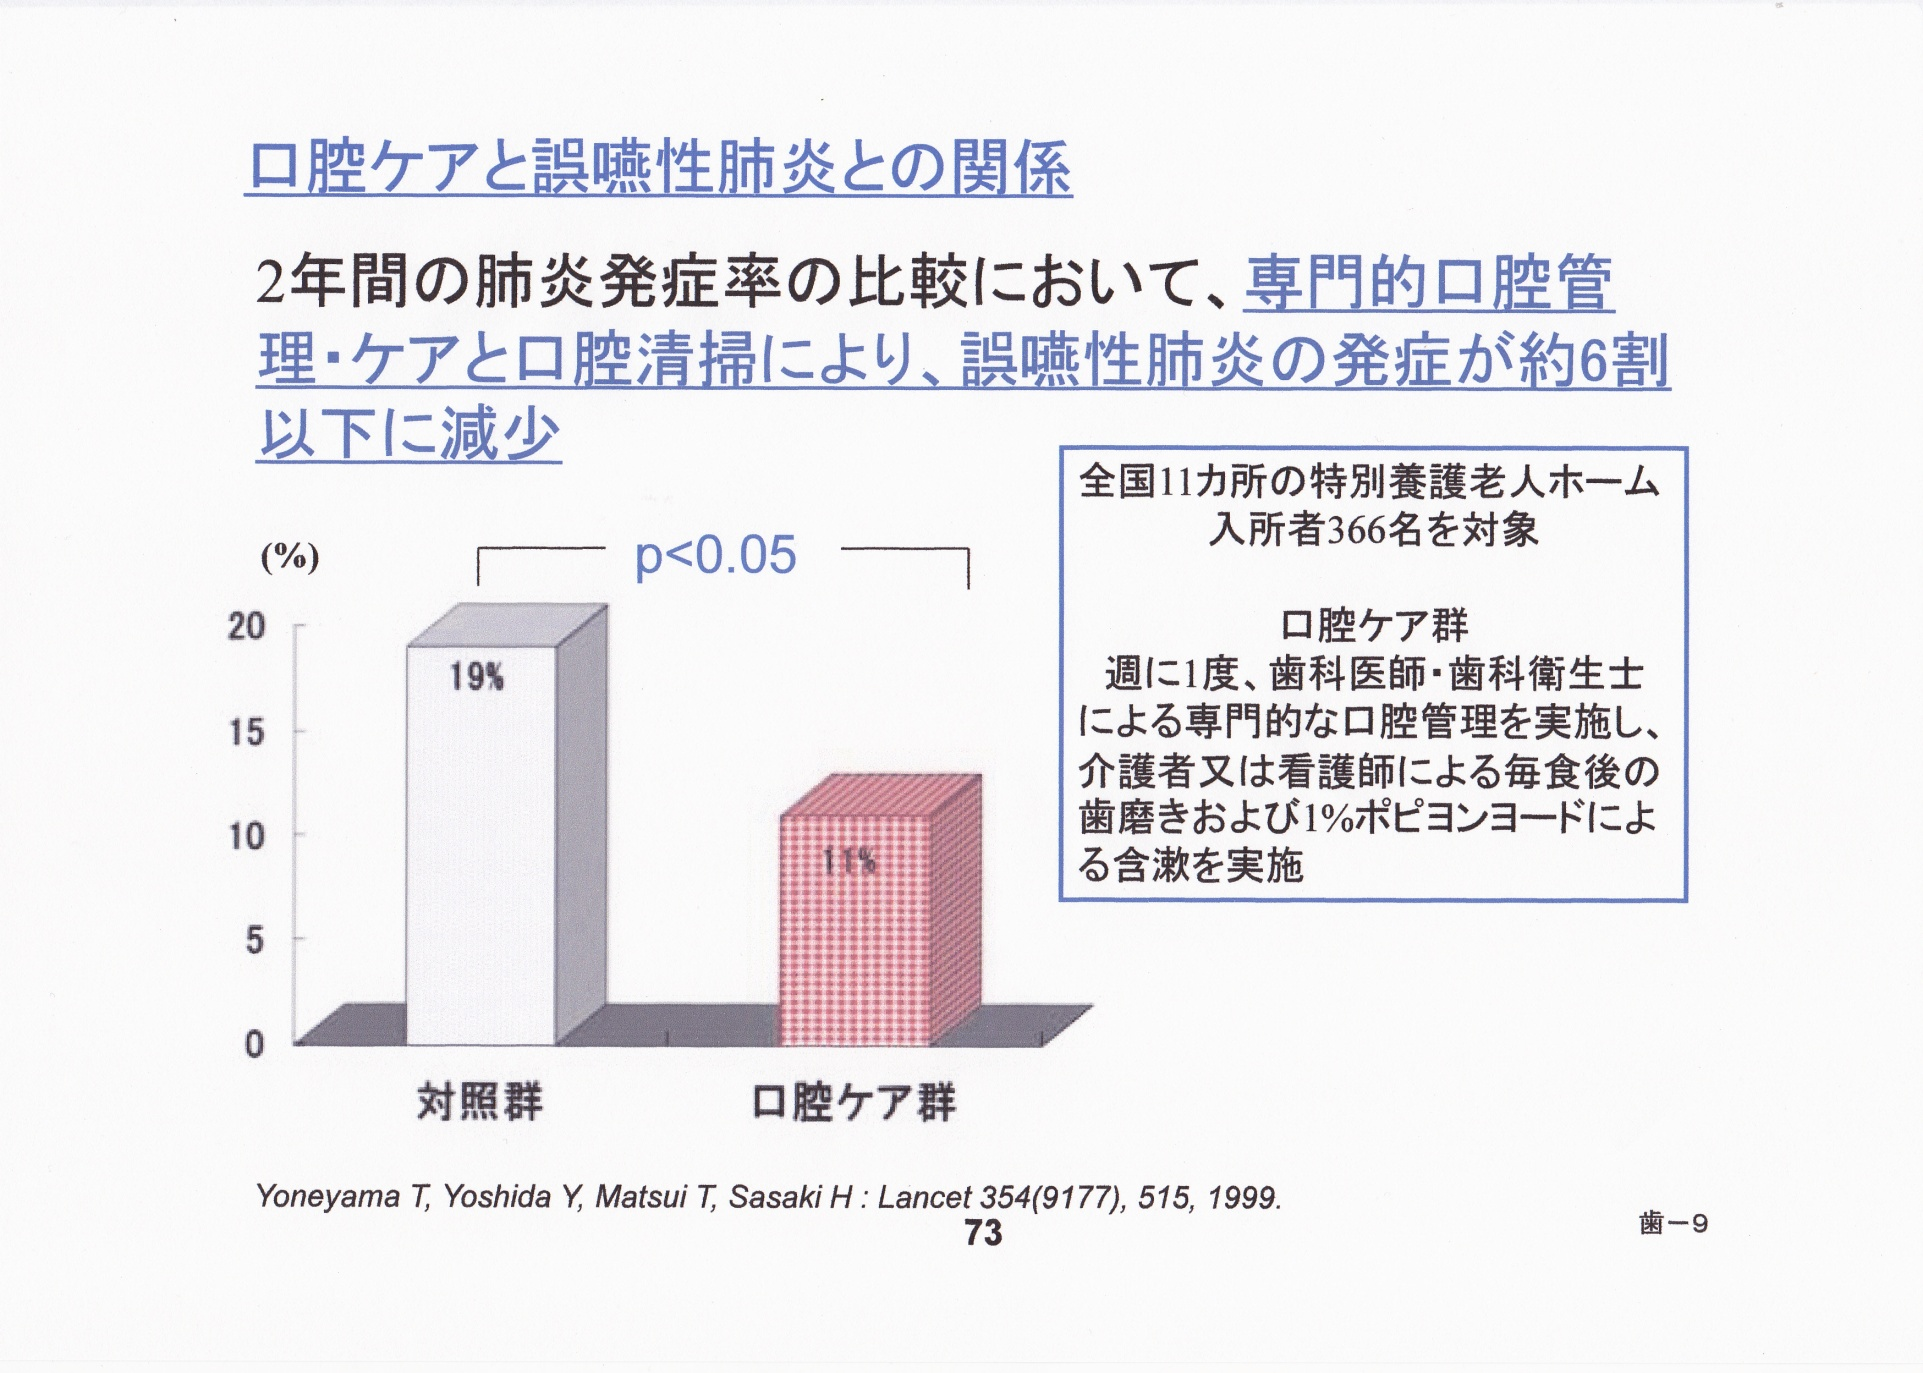 口腔ケアと誤嚥性肺炎との関係
2年間の肺炎発症率の比較において、専門的口腔管
理・ケアと口腔清掃により、誤嚥性肺炎の発症が約6割
以下に減少
全国11カ所の特別養護老人ホーム
入所者366名を対象
口腔ケア群
週に1度、歯科医師・歯科衛生士
による専門的な口腔管理を実施し、
介護者又は看護師による毎食後の
歯磨きおよび1%ポピヨンヨードによ
る含漱を実施
(%)
p<0.05
20
15
10
5
0
19%
11%
対照群
口腔ケア群
Yoneyama T, Yoshida Y, Matsui T, Sasaki H : Lancet 354(9177), 515, 1999.
73
歯－9